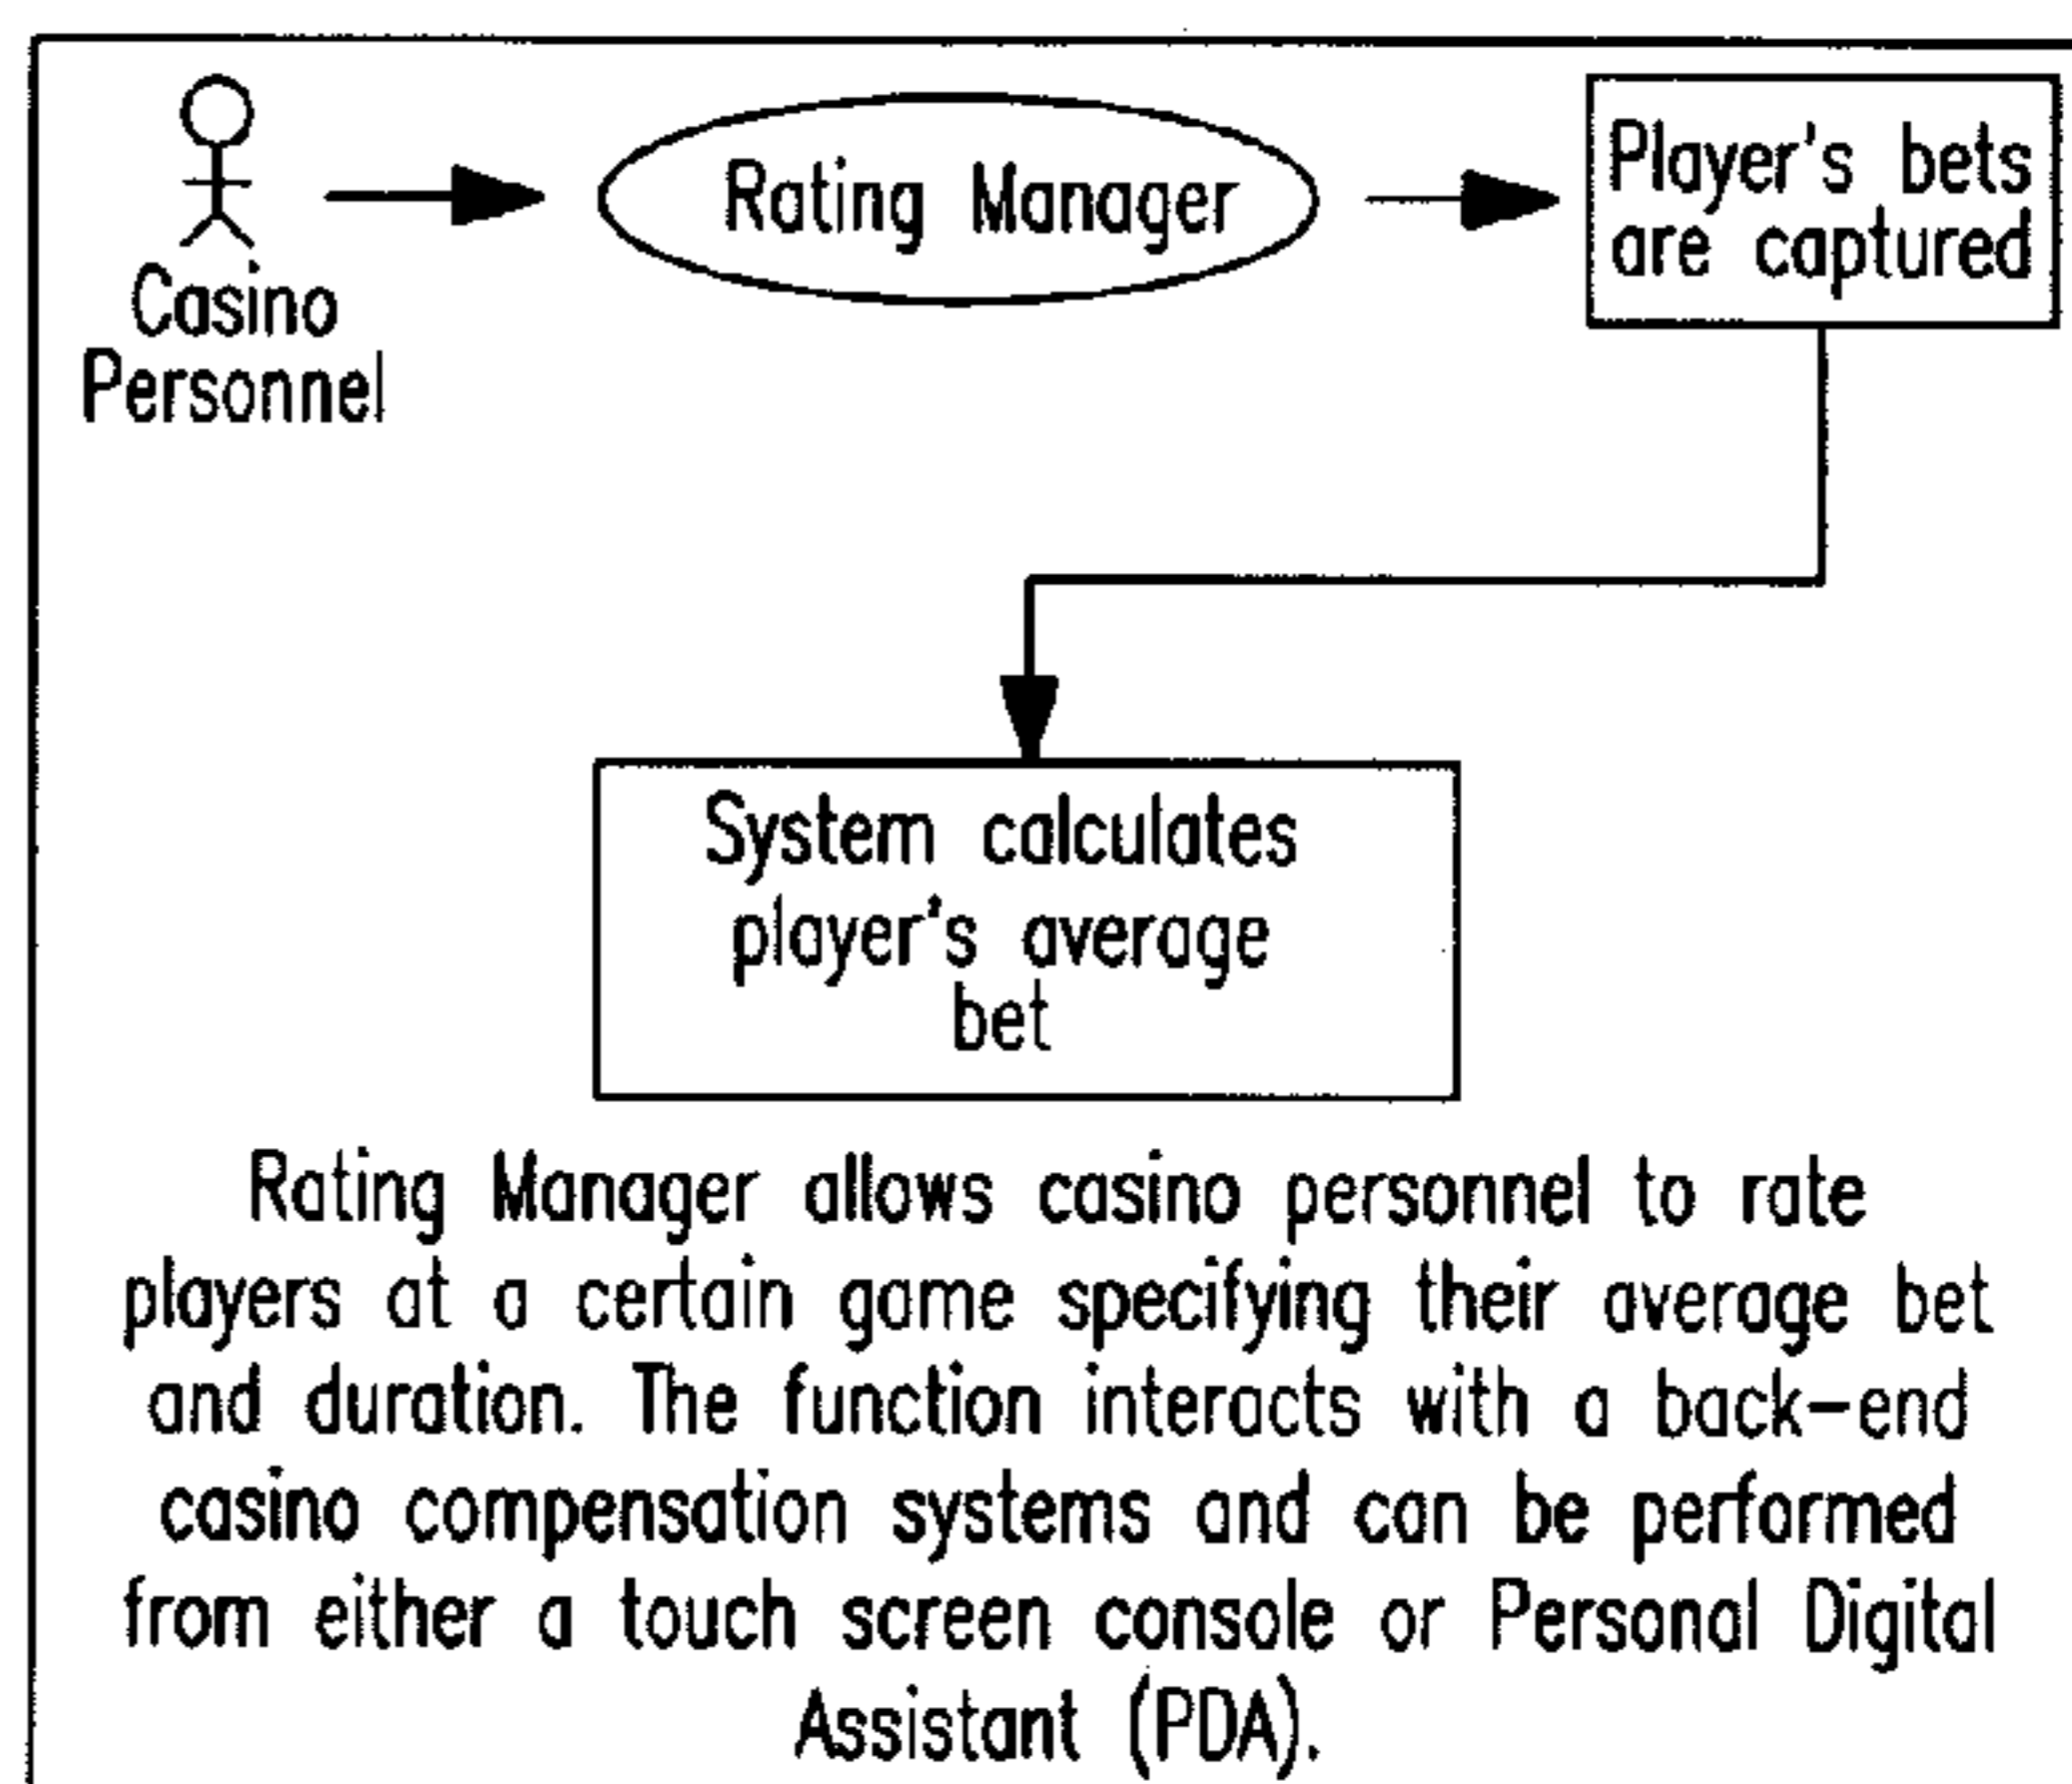 Casino
Personnel
Rating Manager
Player's bets
are captured
System calculates
player's average
bet
Rating Manager allows casino personnel to rate
players at a certain game specifying their average bet
and duration. The function interacts with a back-end
casino compensation systems and can be performed
from either a touch screen console or Personal Digital
Assistant (PDA).